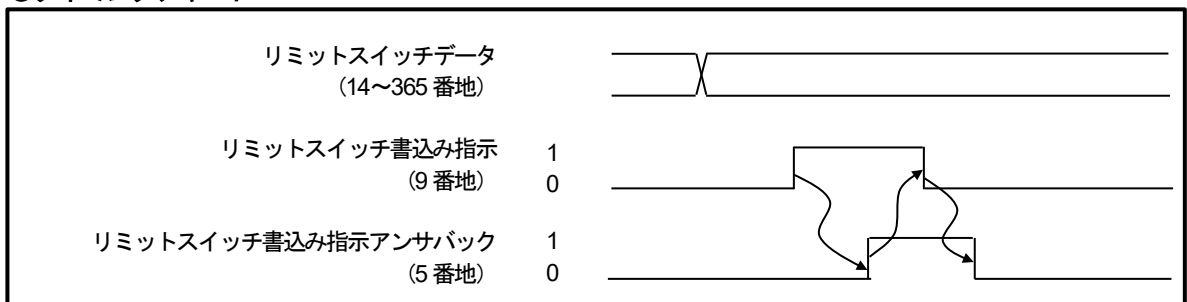 リミットスイッチデータ
（14～365 番地）
リミットスイッチ書込み指示 1
（9 番地） 0
リミットスイッチ書込み指示アンサバック 1
（5 番地） 0